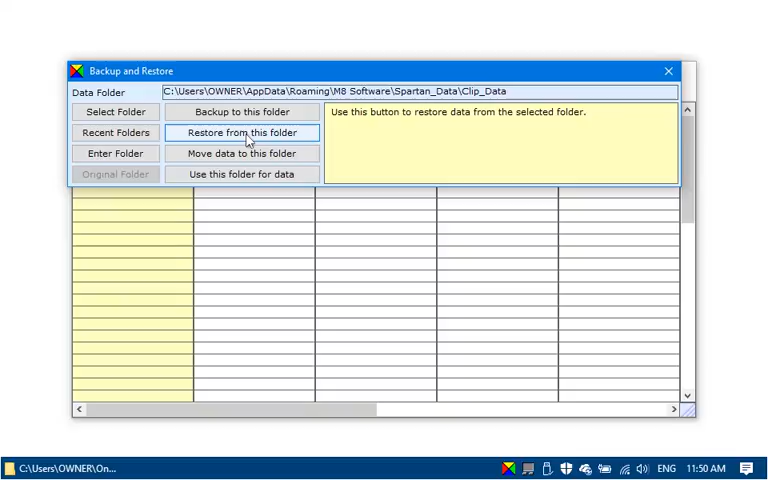 Backup and Restore
Data Folder C:\Users\OWNER\AppData\Roaming\M8 Software\Spartan_Data\Clip_Data
Select Folder Backup to this folder Use this button to restore data from the selected folder.
Recent Folders Restore from this folder
Enter Folder Move data to this folder
Original Folder Use this folder for data
C:\Users\OWNER\On... ENG 11:50 AM